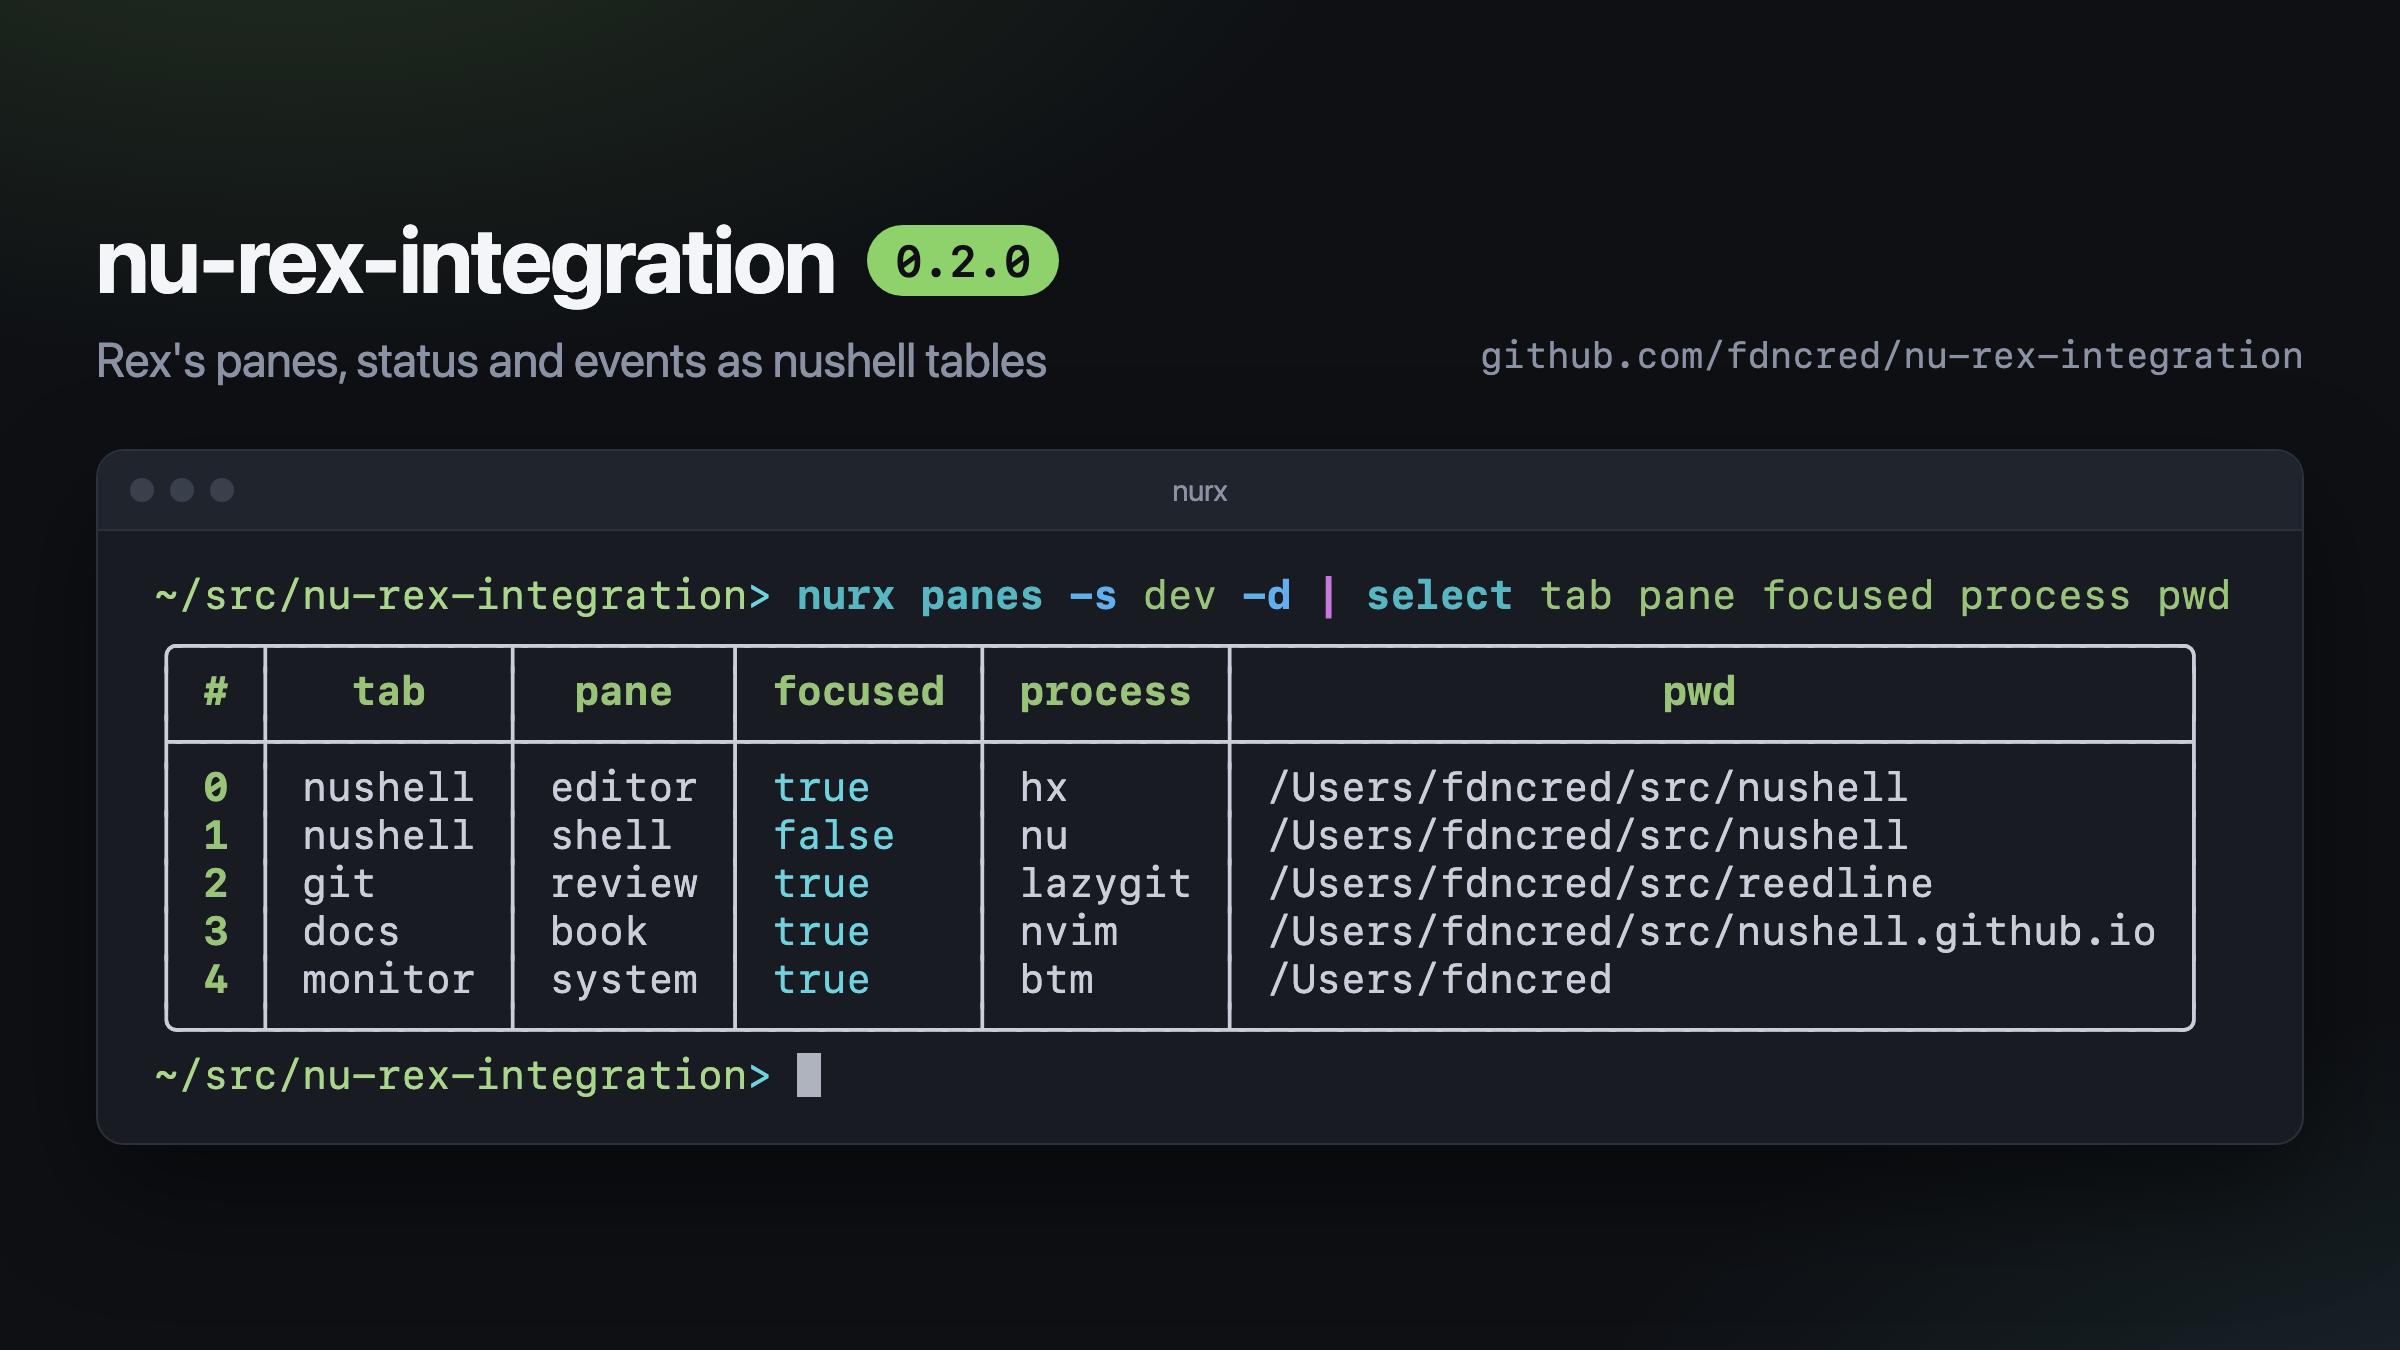 nu-rex-integration 0.2.0
Rex's panes, status and events as nushell tables
github.com/fdncred/nu-rex-integration
nurx
~/src/nu-rex-integration> nurx panes -s dev -d | select tab pane focused process pwd
# tab pane focused process pwd
0 nushell editor true hx /Users/fdncred/src/nushell
1 nushell shell false nu /Users/fdncred/src/nushell
2 git review true lazygit /Users/fdncred/src/reedline
3 docs book true nvim /Users/fdncred/src/nushell.github.io
4 monitor system true btm /Users/fdncred
~/src/nu-rex-integration>